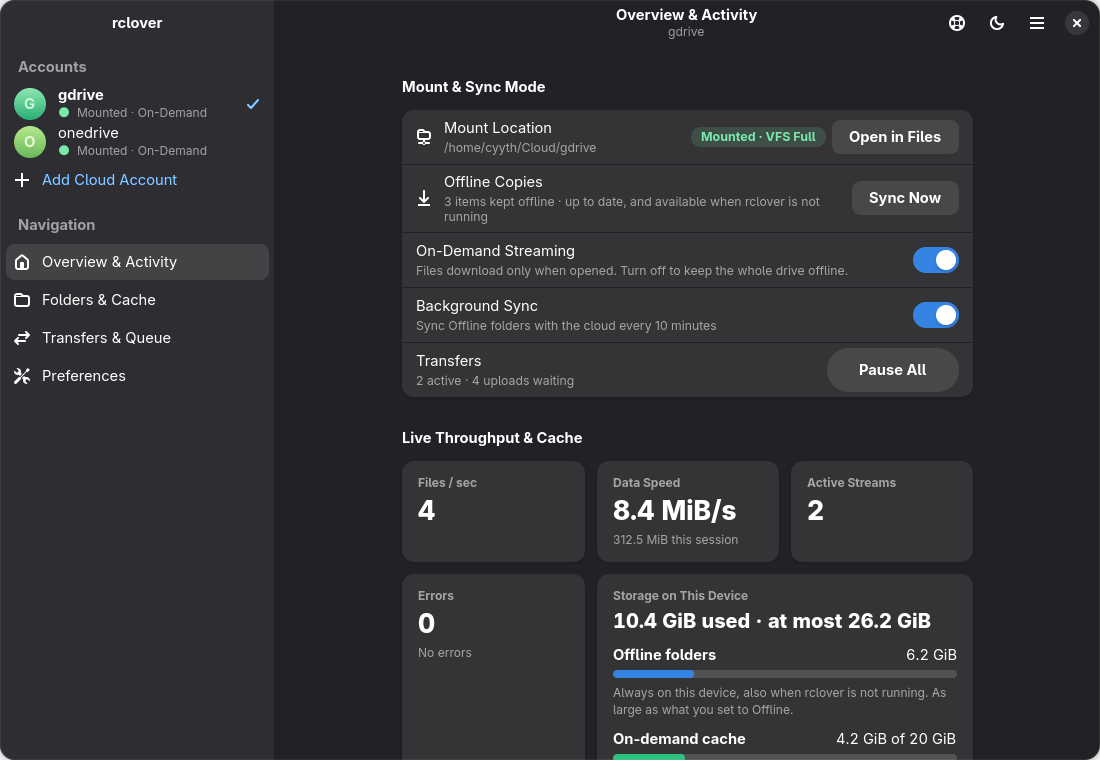 rclover
Overview & Activity
gdrive
Accounts
G
gdrive
Mounted · On-Demand
O
onedrive
Mounted · On-Demand
Add Cloud Account
Navigation
Overview & Activity
Folders & Cache
Transfers & Queue
Preferences
Mount & Sync Mode
Mount Location
/home/cyyth/Cloud/gdrive
Mounted · VFS Full
Open in Files
Offline Copies
3 items kept offline · up to date, and available when rclover is not
running
Sync Now
On-Demand Streaming
Files download only when opened. Turn off to keep the whole drive offline.
Background Sync
Sync Offline folders with the cloud every 10 minutes
Transfers
2 active · 4 uploads waiting
Pause All
Live Throughput & Cache
Files / sec
4
Data Speed
8.4 MiB/s
312.5 MiB this session
Active Streams
2
Errors
0
No errors
Storage on This Device
10.4 GiB used · at most 26.2 GiB
Offline folders
6.2 GiB
Always on this device, also when rclover is not running. As
large as what you set to Offline.
On-demand cache
4.2 GiB of 20 GiB